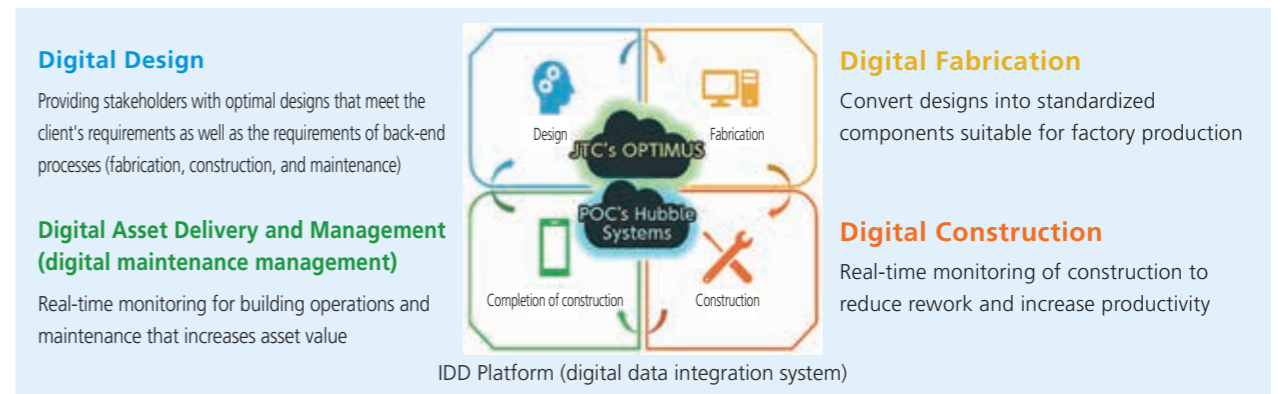 Digital Design
Providing stakeholders with optimal designs that meet the
client's requirements as well as the requirements of back-end
processes (fabrication, construction, and maintenance)
Digital Asset Delivery and Management
(digital maintenance management)
Real-time monitoring for building operations and
maintenance that increases asset value
Design
Fabrication
JTC's OPTIMUS
POC's Hubble
Systems
Completion of construction
Construction
IDD Platform (digital data integration system)
Digital Fabrication
Convert designs into standardized
components suitable for factory production
Digital Construction
Real-time monitoring of construction to
reduce rework and increase productivity